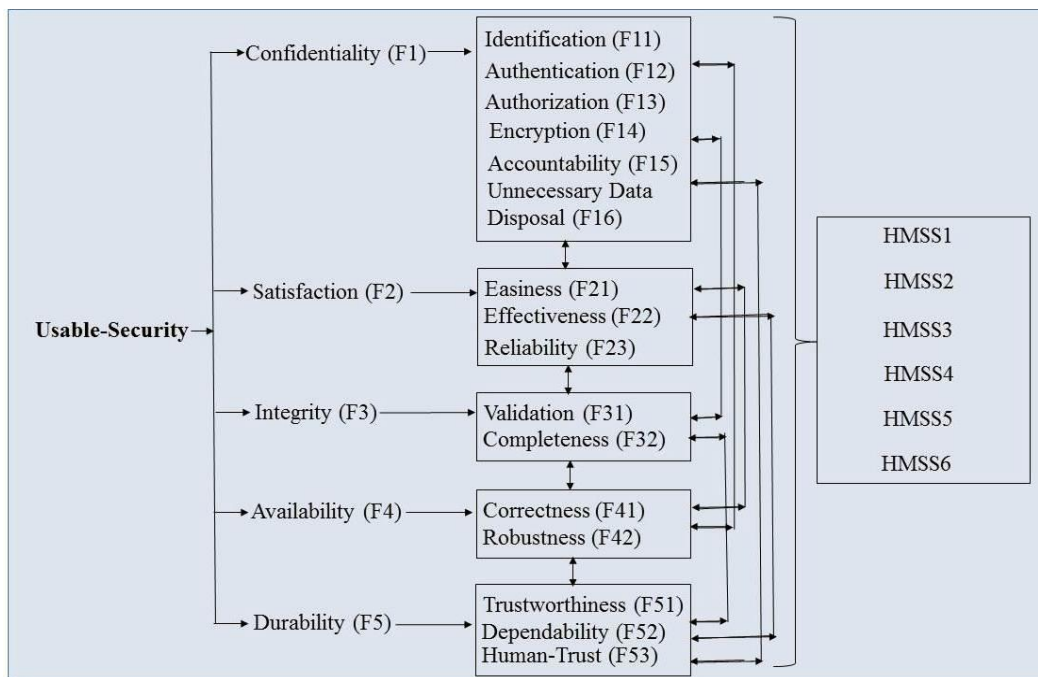 Usable-Security
Confidentiality (F1)
Identification (F11)
Authentication (F12)
Authorization (F13)
Encryption (F14)
Accountability (F15)
Unnecessary Data
Disposal (F16)
Satisfaction (F2)
Easiness (F21)
Effectiveness (F22)
Reliability (F23)
Integrity (F3)
Validation (F31)
Completeness (F32)
Availability (F4)
Correctness (F41)
Robustness (F42)
Durability (F5)
Trustworthiness (F51)
Dependability (F52)
Human-Trust (F53)
HMSS1
HMSS2
HMSS3
HMSS4
HMSS5
HMSS6